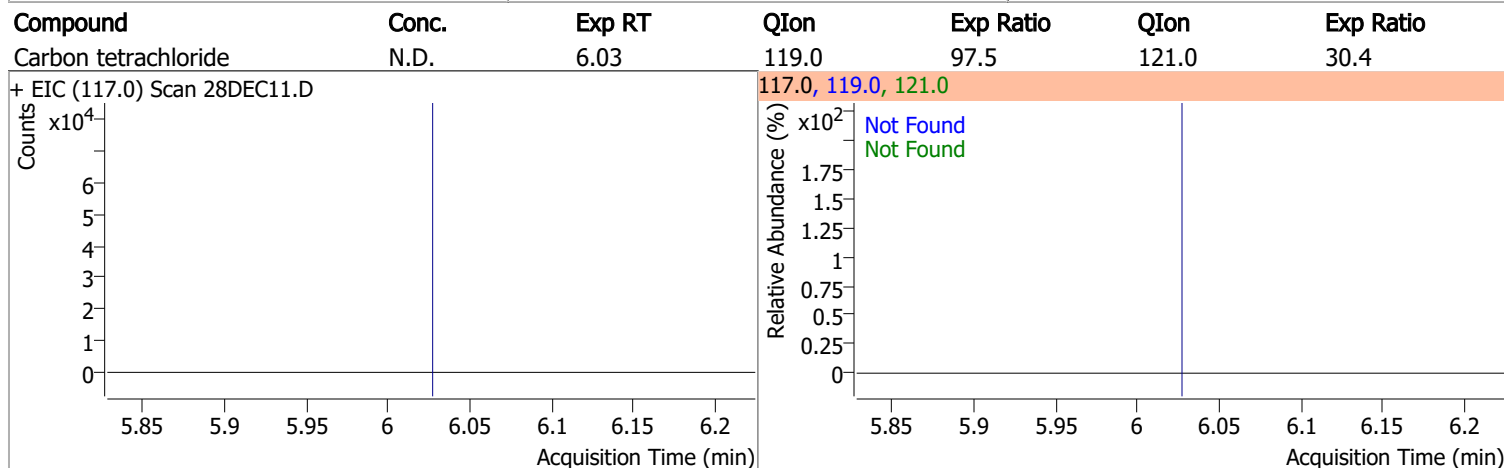 Compound Conc. Exp RT QIon Exp Ratio QIon Exp Ratio
Carbon tetrachloride N.D. 6.03 119.0 97.5 121.0 30.4
+ EIC (117.0) Scan 28DEC11.D
Counts
x10⁴
6
5
4
3
2
1
0
5.85 5.9 5.95 6 6.05 6.1 6.15 6.2
Acquisition Time (min)
117.0, 119.0, 121.0
Relative Abundance (%)
x10²
Not Found
Not Found
1.75
1.5
1.25
1
0.75
0.5
0.25
0
5.85 5.9 5.95 6 6.05 6.1 6.15 6.2
Acquisition Time (min)